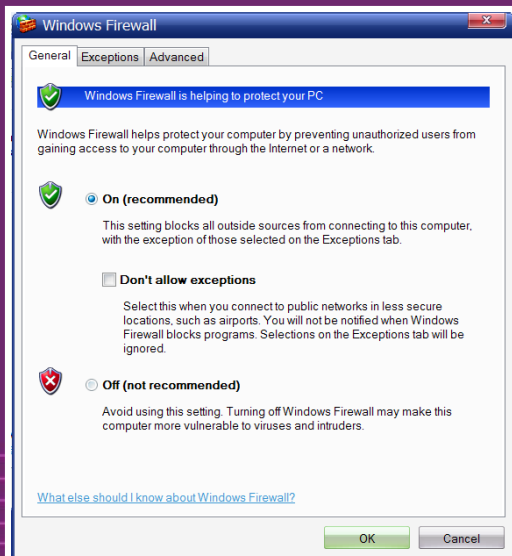 Windows Firewall
General Exceptions Advanced
Windows Firewall is helping to protect your PC
Windows Firewall helps protect your computer by preventing unauthorized users from
gaining access to your computer through the Internet or a network.
On (recommended)
This setting blocks all outside sources from connecting to this computer,
with the exception of those selected on the Exceptions tab.
Don't allow exceptions
Select this when you connect to public networks in less secure
locations, such as airports. You will not be notified when Windows
Firewall blocks programs. Selections on the Exceptions tab will be
ignored.
Off (not recommended)
Avoid using this setting. Turning off Windows Firewall may make this
computer more vulnerable to viruses and intruders.
What else should I know about Windows Firewall?
OK Cancel